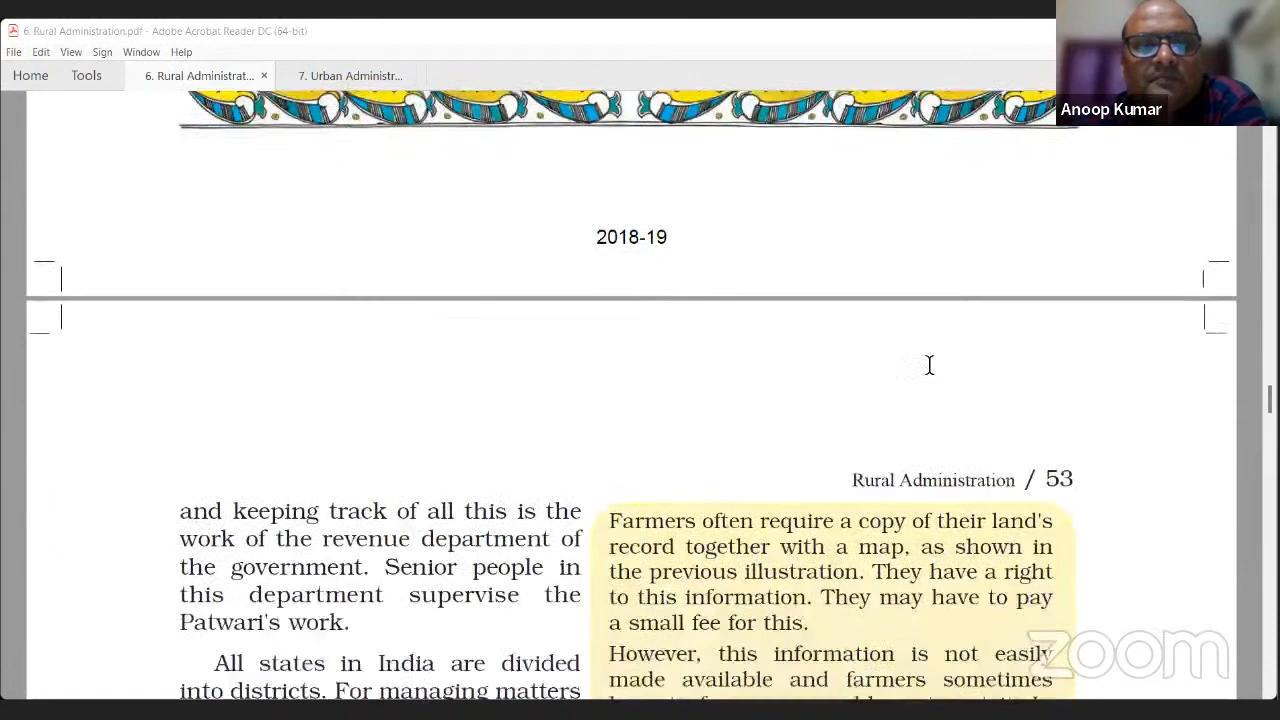 6. Rural Administration.pdf - Adobe Acrobat Reader DC (64-bit)
File Edit View Sign Window Help
Home Tools 6. Rural Administrat... × 7. Urban Administr...
Anoop Kumar
2018-19
Rural Administration / 53
and keeping track of all this is the
work of the revenue department of
the government. Senior people in
this department supervise the
Patwari's work.
All states in India are divided
into districts. For managing matters
Farmers often require a copy of their land's
record together with a map, as shown in
the previous illustration. They have a right
to this information. They may have to pay
a small fee for this.
However, this information is not easily
made available and farmers sometimes
zoom